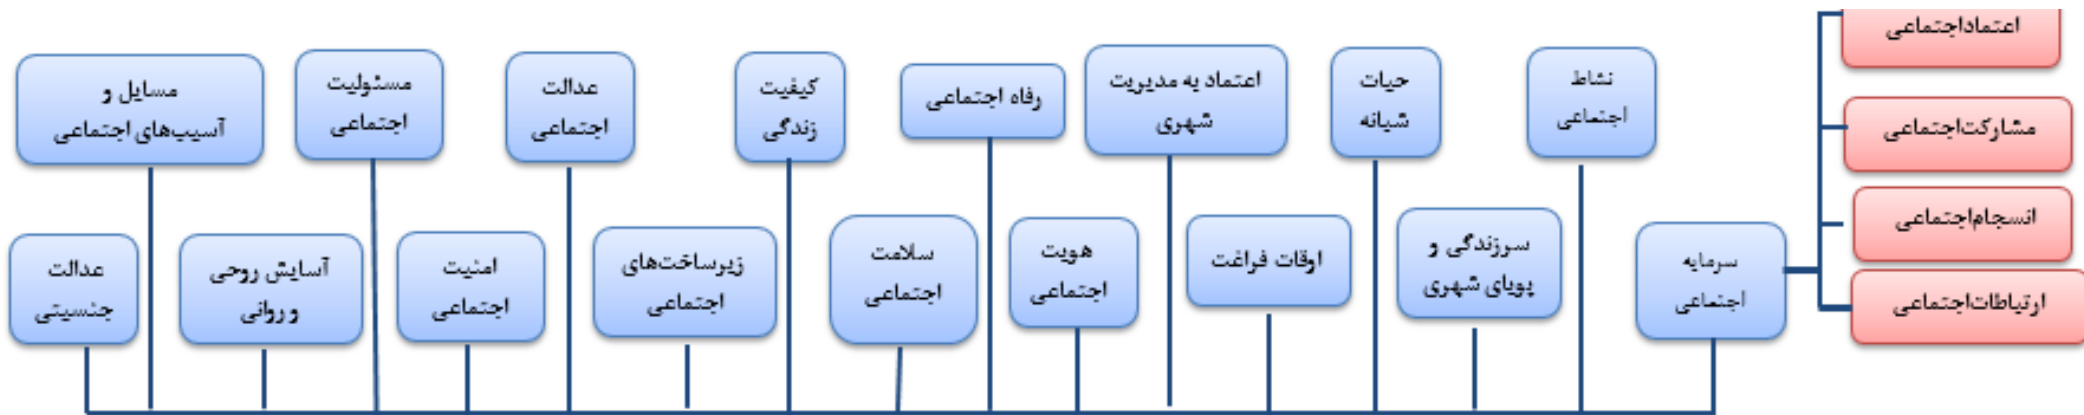 اعتماداجتماعی
مشارکت‌اجتماعی
انسجام‌اجتماعی
ارتباطات‌اجتماعی
نشاط
اجتماعی
حیات
شبانه
اعتماد به مدیریت
شهری
رفاه اجتماعی
کیفیت
زندگی
عدالت
اجتماعی
مسئولیت
اجتماعی
مسایل و
آسیب‌های اجتماعی
سرمایه
اجتماعی
سرزندگی و
پویای شهری
اوقات فراغت
هویت
اجتماعی
سلامت
اجتماعی
زیرساخت‌های
اجتماعی
امنیت
اجتماعی
آسایش روحی
و روانی
عدالت
جنسیتی